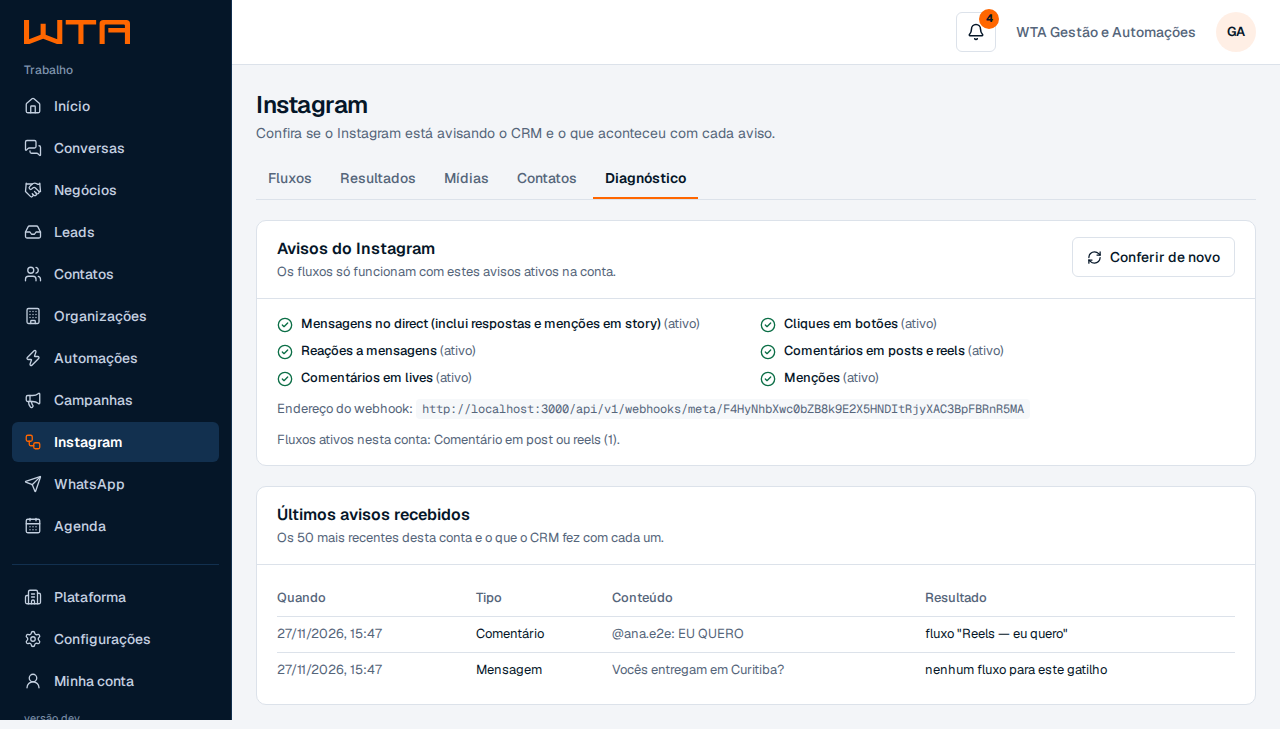 WTA
Trabalho
Início
Conversas
Negócios
Leads
Contatos
Organizações
Automações
Campanhas
Instagram
WhatsApp
Agenda
Plataforma
Configurações
Minha conta
versão dev
4
WTA Gestão e Automações
GA
Instagram
Confira se o Instagram está avisando o CRM e o que aconteceu com cada aviso.
Fluxos Resultados Mídias Contatos Diagnóstico
Avisos do Instagram
Os fluxos só funcionam com estes avisos ativos na conta.
Conferir de novo
Mensagens no direct (inclui respostas e menções em story) (ativo) Cliques em botões (ativo)
Reações a mensagens (ativo) Comentários em posts e reels (ativo)
Comentários em lives (ativo) Menções (ativo)
Endereço do webhook: http://localhost:3000/api/v1/webhooks/meta/F4HyNhbXwc0bZB8k9E2X5HNDItRjyXAC3BpFBRnR5MA
Fluxos ativos nesta conta: Comentário em post ou reels (1).
Últimos avisos recebidos
Os 50 mais recentes desta conta e o que o CRM fez com cada um.
Quando Tipo Conteúdo Resultado
27/11/2026, 15:47 Comentário @ana.e2e: EU QUERO fluxo "Reels — eu quero"
27/11/2026, 15:47 Mensagem Vocês entregam em Curitiba? nenhum fluxo para este gatilho